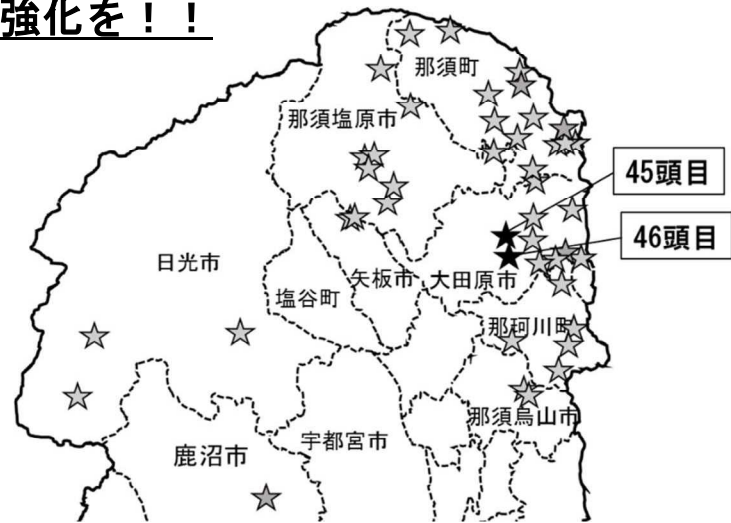 強化を！！
那須町
那須塩原市
45頭目
46頭目
日光市
矢板市
大田原市
塩谷町
那珂川町
那須烏山市
鹿沼市
宇都宮市